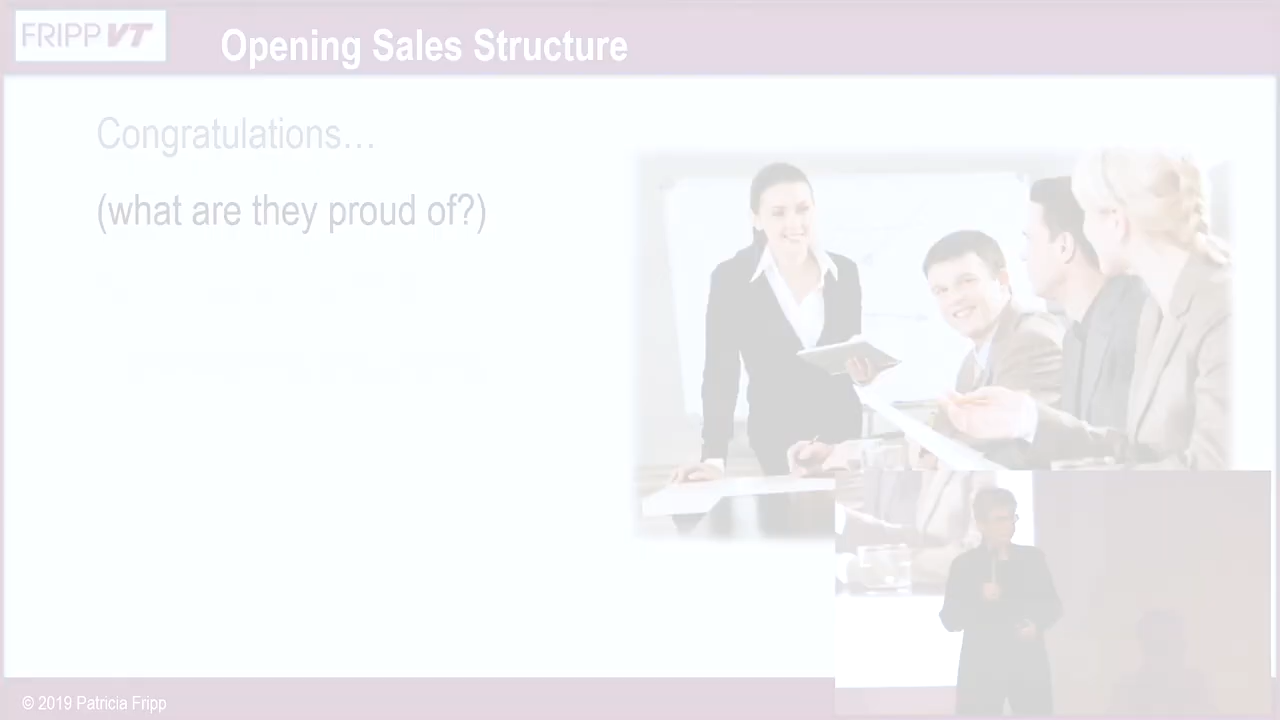 FRIPP VT
Opening Sales Structure
Congratulations…
(what are they proud of?)
© 2019 Patricia Fripp